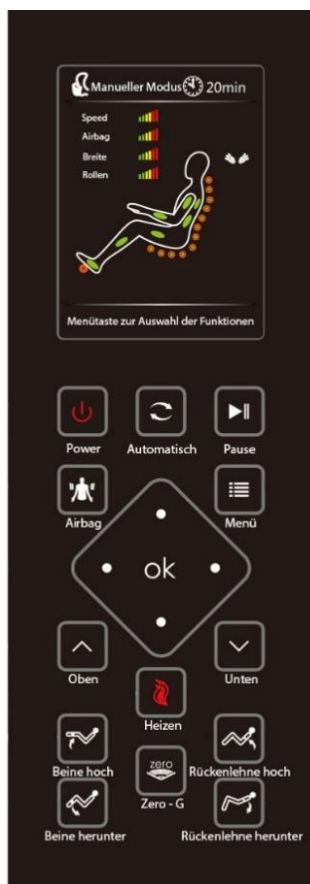 Manueller Modus 20min
Speed
Airbag
Breite
Rollen
Menütaste zur Auswahl der Funktionen
Power Automatisch Pause
Airbag Menü
ok
Oben Unten
Heizen
Beine hoch zero Rückenlehne hoch
Zero - G
Beine herunter Rückenlehne herunter